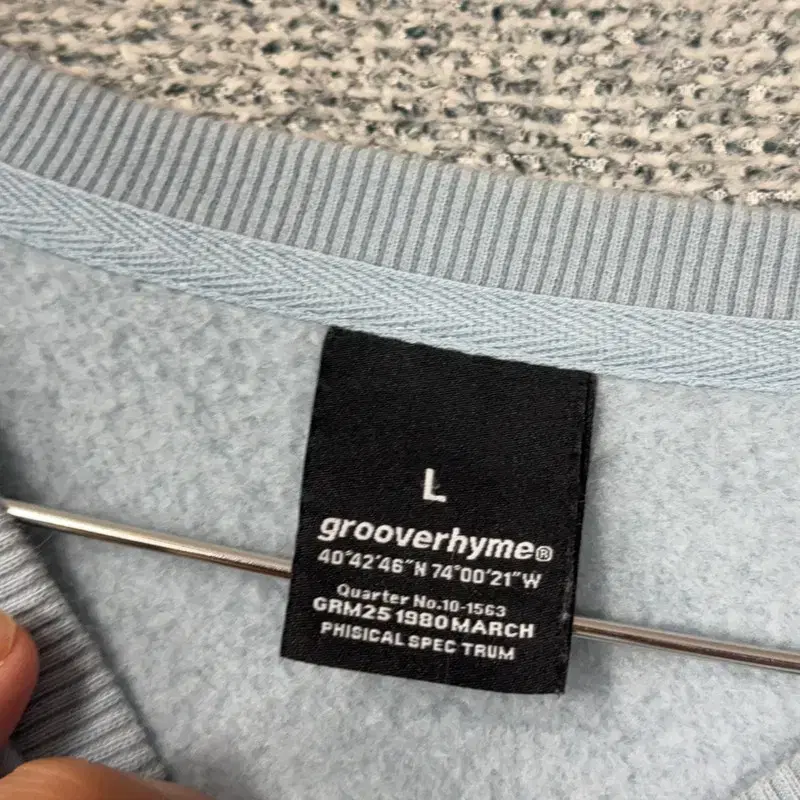 L
grooverhyme®
40°42'46"N 74°00'21"W
Quarter No.10-1563
GRM25 1980 MARCH
PHISICAL SPEC TRUM